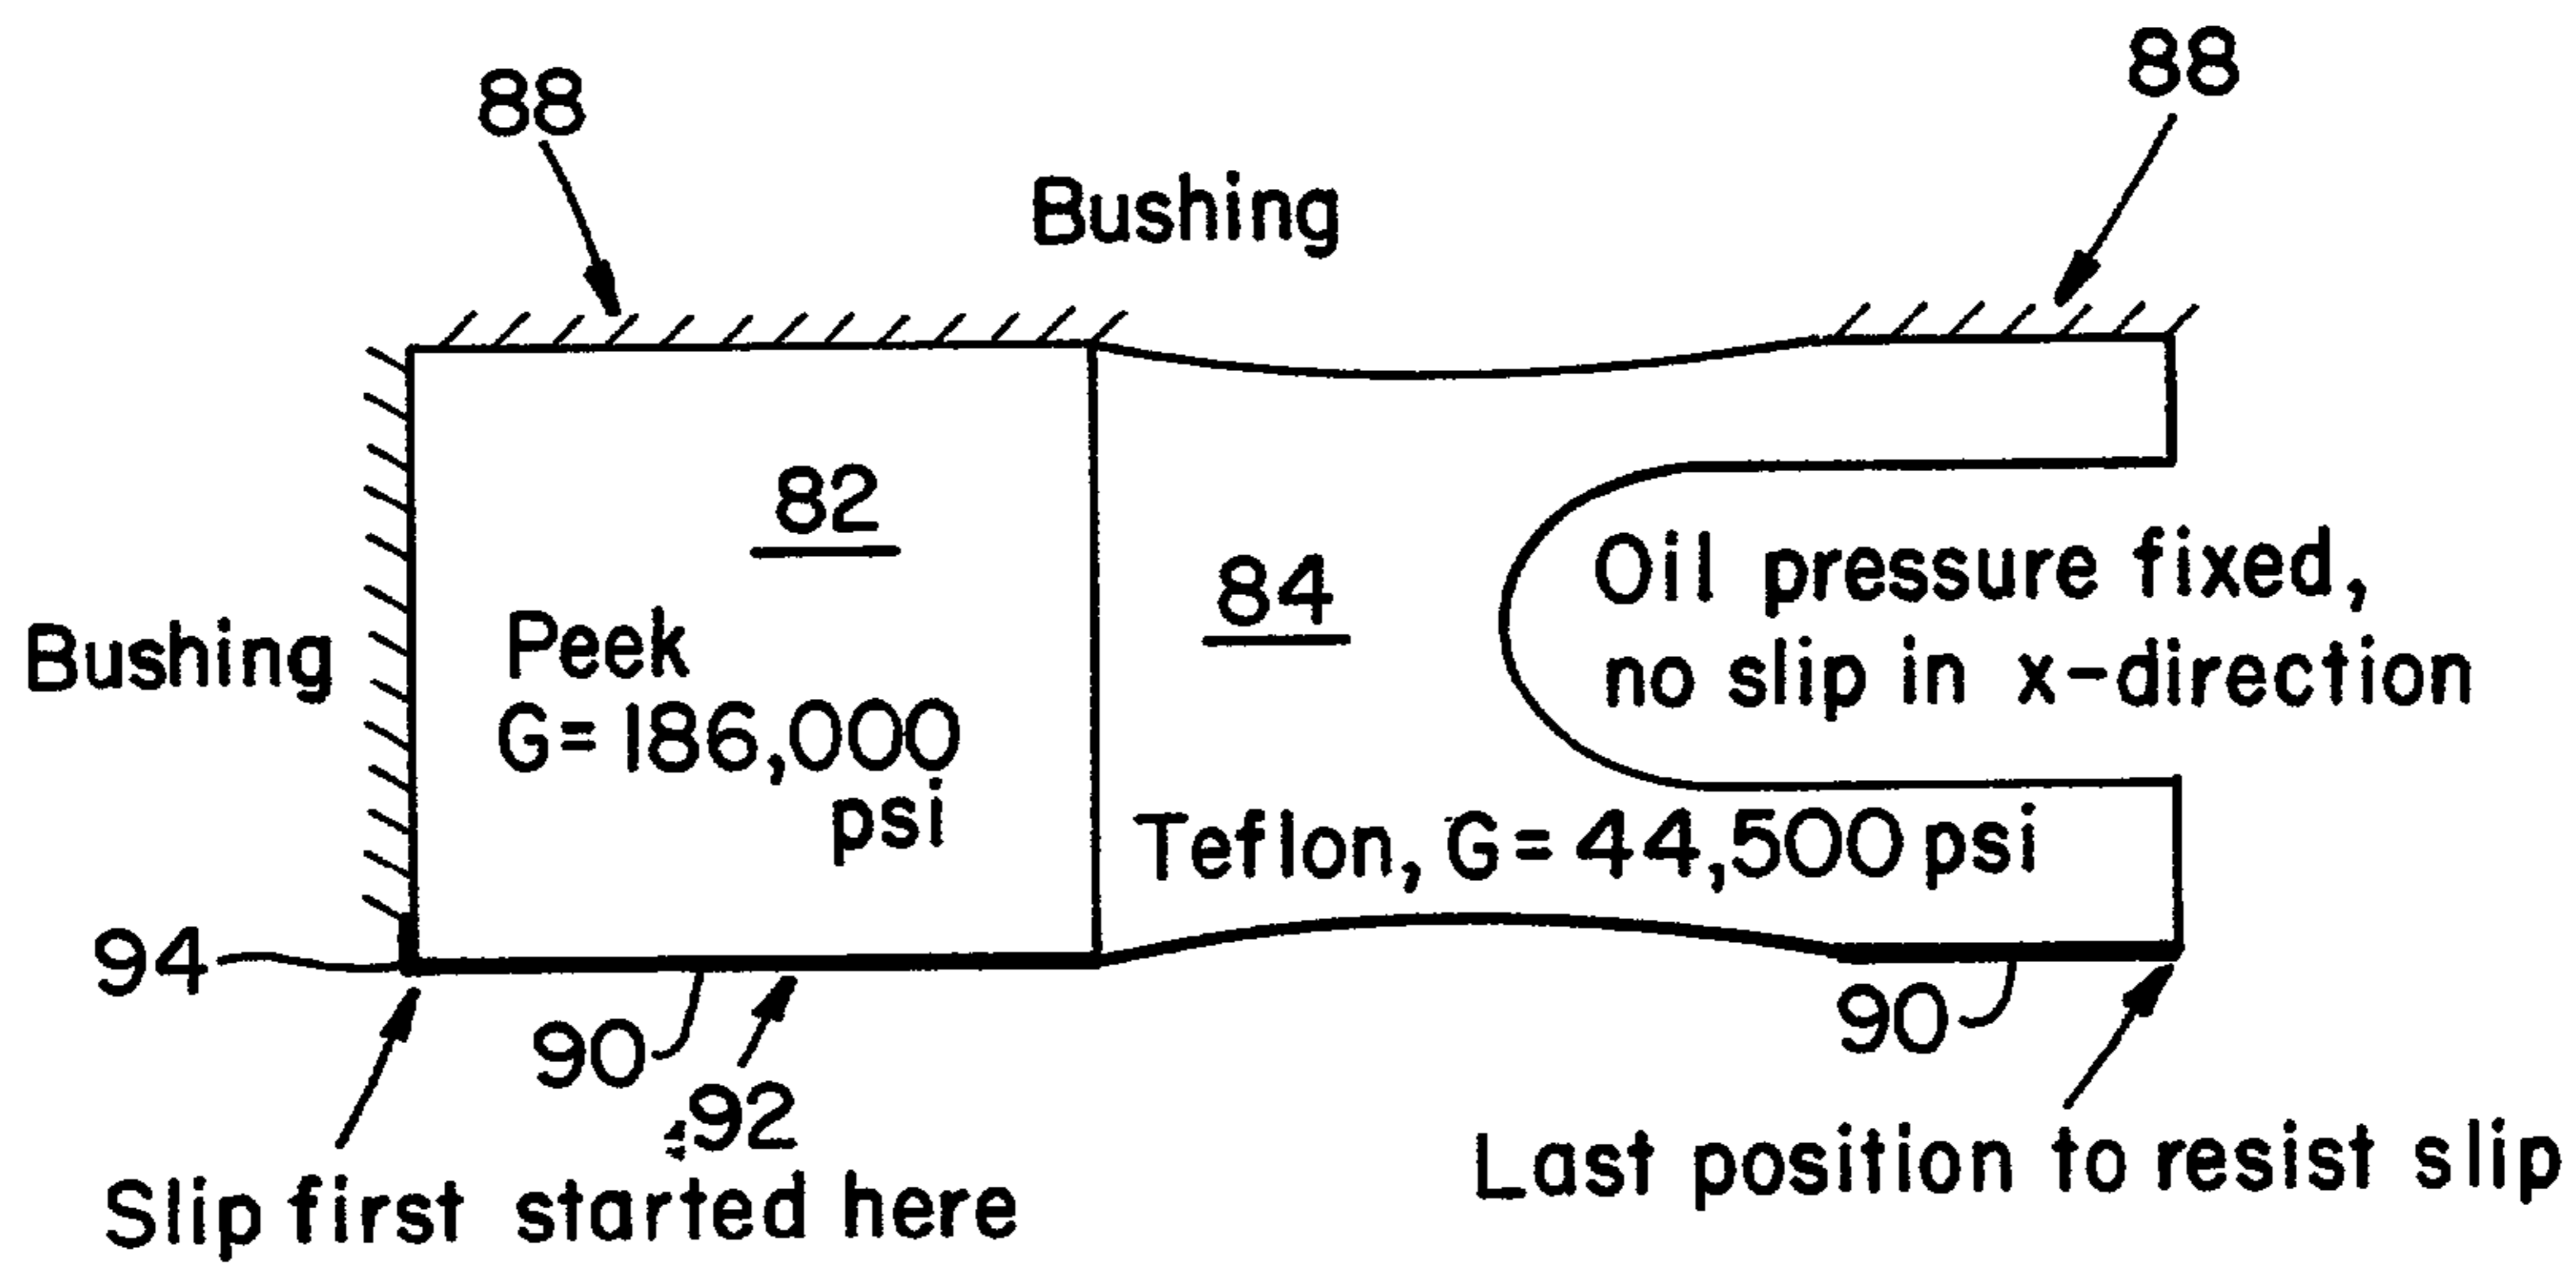 88
88
Bushing
82
84
Oil pressure fixed,
no slip in x-direction
Bushing
Peek
G=186,000
psi
Teflon, G=44,500 psi
94
90
92
90
Slip first started here
Last position to resist slip